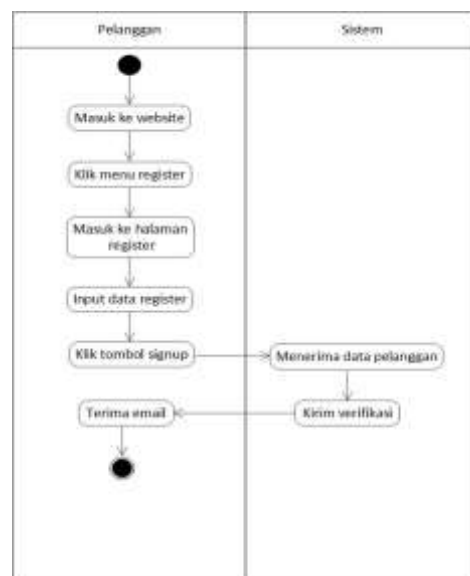 Pelanggan
Sistem
Masuk ke website
Klik menu register
Masuk ke halaman
register
Input data register
Klik tombol signup
Menerima data pelanggan
Terima email
Kirim verifikasi